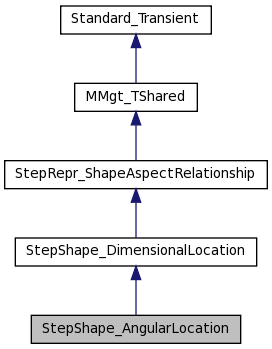 Standard_Transient
MMgt_TShared
StepRepr_ShapeAspectRelationship
StepShape_DimensionalLocation
StepShape_AngularLocation